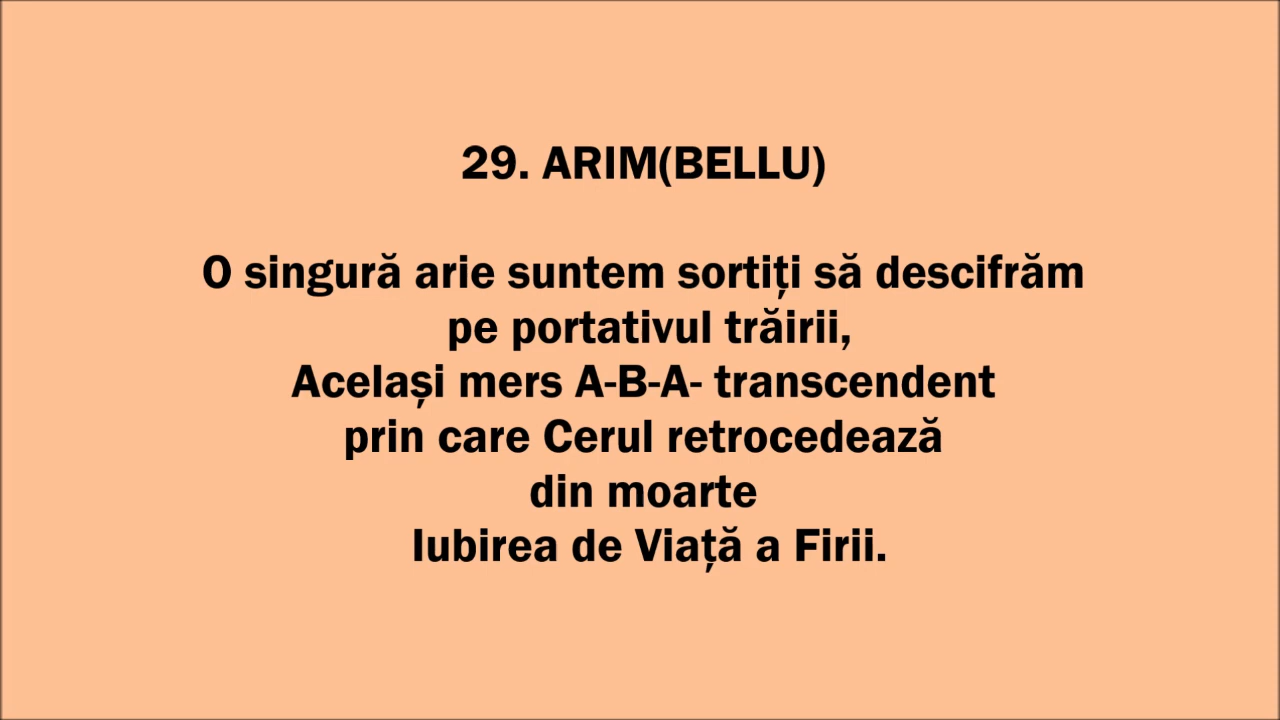 29. ARIM(BELLU)
O singură arie suntem sortiți să descifrăm
pe portativul trăirii,
Același mers A-B-A- transcendent
prin care Cerul retrocedează
din moarte
Iubirea de Viață a Firii.